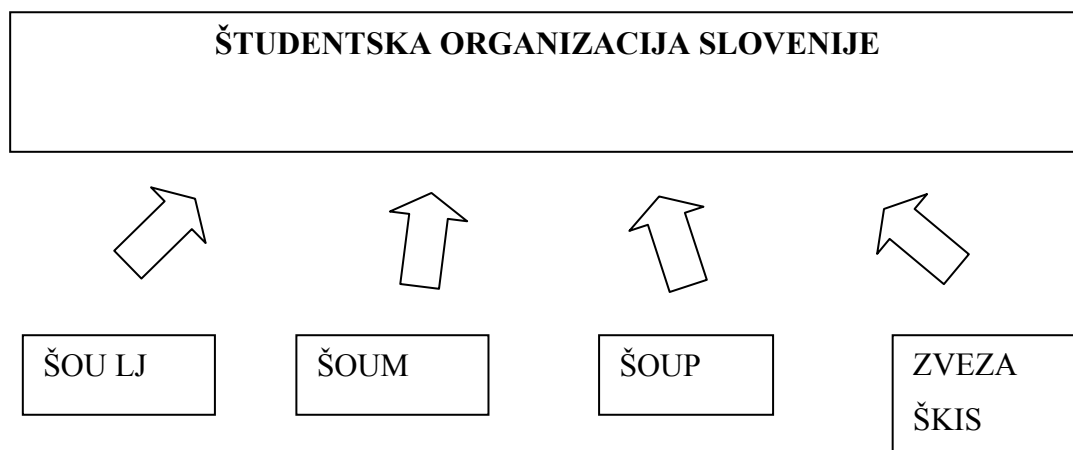 ŠTUDENTSKA ORGANIZACIJA SLOVENIJE
ŠOU LJ
ŠOUM
ŠOUP
ZVEZA
ŠKIS